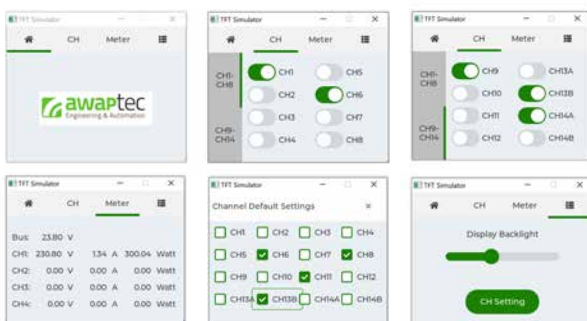 TFT Simulator
CH Meter
awaptec
Engineering & Automation
TFT Simulator
CH Meter
CH1-
CH8
CH9-
CH14
CH1 CH5
CH2 CH6
CH3 CH7
CH4 CH8
TFT Simulator
CH Meter
CH1-
CH8
CH9-
CH14
CH9 CH13A
CH10 CH13B
CH11 CH14A
CH12 CH14B
TFT Simulator
CH Meter
Bus: 23.80 V
CH1: 230.80 V 1.34 A 300.04 Watt
CH2: 0.00 V 0.00 A 0.00 Watt
CH3: 0.00 V 0.00 A 0.00 Watt
CH4: 0.00 V 0.00 A 0.00 Watt
TFT Simulator
Channel Default Settings
CH1 CH2 CH3 CH4
CH5 CH6 CH7 CH8
CH9 CH10 CH11 CH12
CH13A CH13B CH14A CH14B
TFT Simulator
CH Meter
Display Backlight
CH Setting